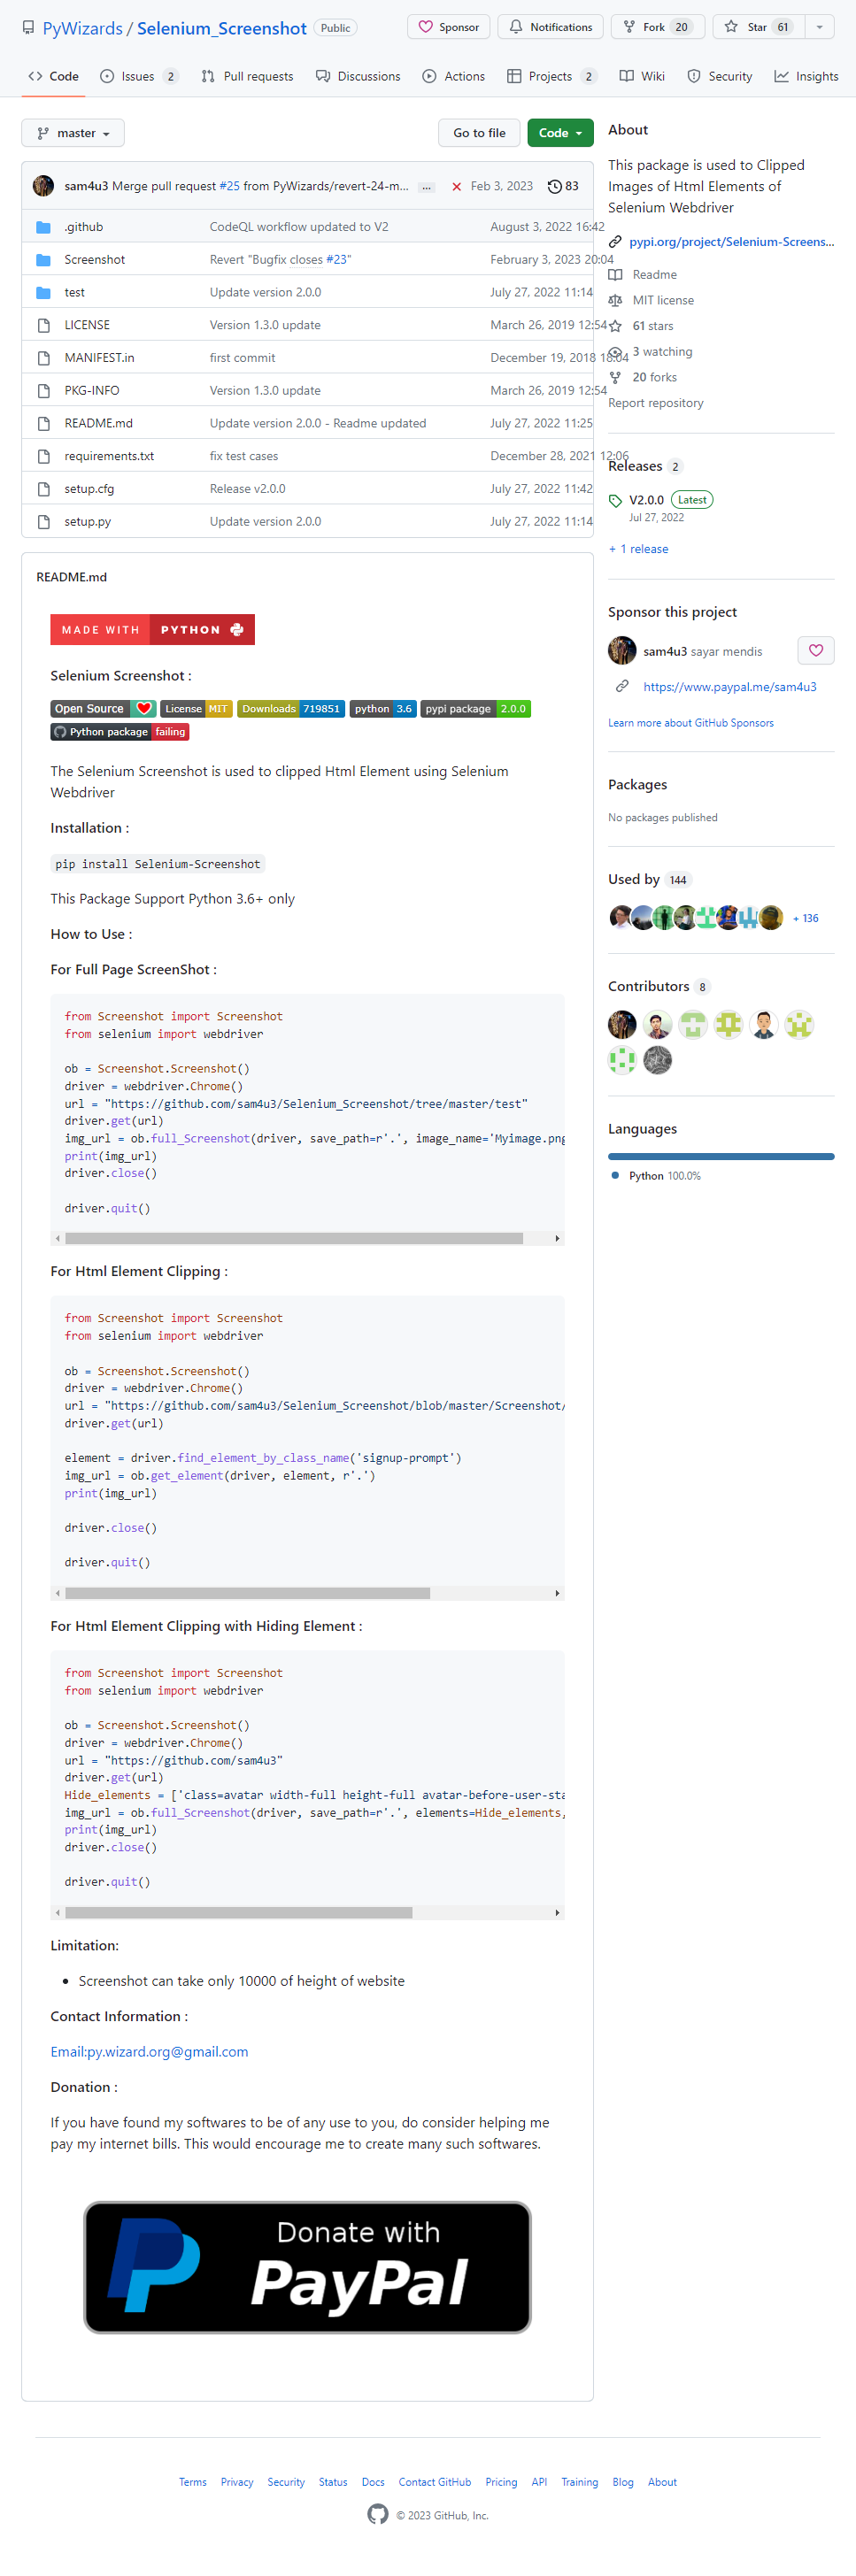 PyWizards / Selenium_Screenshot Public
Sponsor Notifications Fork 20 Star 61
Code Issues 2 Pull requests Discussions Actions Projects 2 Wiki Security Insights
master Go to file Code
sam4u3 Merge pull request #25 from PyWizards/revert-24-m... ... Feb 3, 2023 83
.github CodeQL workflow updated to V2 August 3, 2022 16:42
Screenshot Revert "Bugfix closes #23" February 3, 2023 20:04
test Update version 2.0.0 July 27, 2022 11:14
LICENSE Version 1.3.0 update March 26, 2019 12:54
MANIFEST.in first commit December 19, 2018 18:04
PKG-INFO Version 1.3.0 update March 26, 2019 12:54
README.md Update version 2.0.0 - Readme updated July 27, 2022 11:25
requirements.txt fix test cases December 28, 2021 12:06
setup.cfg Release v2.0.0 July 27, 2022 11:42
setup.py Update version 2.0.0 July 27, 2022 11:14
README.md
MADE WITH PYTHON
Selenium Screenshot :
Open Source License MIT Downloads 719851 python 3.6 pypi package 2.0.0
Python package failing
The Selenium Screenshot is used to clipped Html Element using Selenium
Webdriver
Installation :
pip install Selenium-Screenshot
This Package Support Python 3.6+ only
How to Use :
For Full Page ScreenShot :
from Screenshot import Screenshot
from selenium import webdriver
ob = Screenshot.Screenshot()
driver = webdriver.Chrome()
url = "https://github.com/sam4u3/Selenium_Screenshot/tree/master/test"
driver.get(url)
img_url = ob.full_Screenshot(driver, save_path=r'.', image_name='Myimage.png
print(img_url)
driver.close()
driver.quit()
For Html Element Clipping :
from Screenshot import Screenshot
from selenium import webdriver
ob = Screenshot.Screenshot()
driver = webdriver.Chrome()
url = "https://github.com/sam4u3/Selenium_Screenshot/blob/master/Screenshot/
driver.get(url)
element = driver.find_element_by_class_name('signup-prompt')
img_url = ob.get_element(driver, element, r'.')
print(img_url)
driver.close()
driver.quit()
For Html Element Clipping with Hiding Element :
from Screenshot import Screenshot
from selenium import webdriver
ob = Screenshot.Screenshot()
driver = webdriver.Chrome()
url = "https://github.com/sam4u3"
driver.get(url)
Hide_elements = ['class=avatar width-full height-full avatar-before-user-sta
img_url = ob.full_Screenshot(driver, save_path=r'.', elements=Hide_elements,
print(img_url)
driver.close()
driver.quit()
Limitation:
• Screenshot can take only 10000 of height of website
Contact Information :
Email:py.wizard.org@gmail.com
Donation :
If you have found my softwares to be of any use to you, do consider helping me
pay my internet bills. This would encourage me to create many such softwares.
Donate with
PayPal
About
This package is used to Clipped
Images of Html Elements of
Selenium Webdriver
pypi.org/project/Selenium-Screens...
Readme
MIT license
61 stars
3 watching
20 forks
Report repository
Releases 2
V2.0.0 Latest
Jul 27, 2022
+ 1 release
Sponsor this project
sam4u3 sayar mendis
https://www.paypal.me/sam4u3
Learn more about GitHub Sponsors
Packages
No packages published
Used by 144
+ 136
Contributors 8
Languages
Python 100.0%
Terms Privacy Security Status Docs Contact GitHub Pricing API Training Blog About
© 2023 GitHub, Inc.